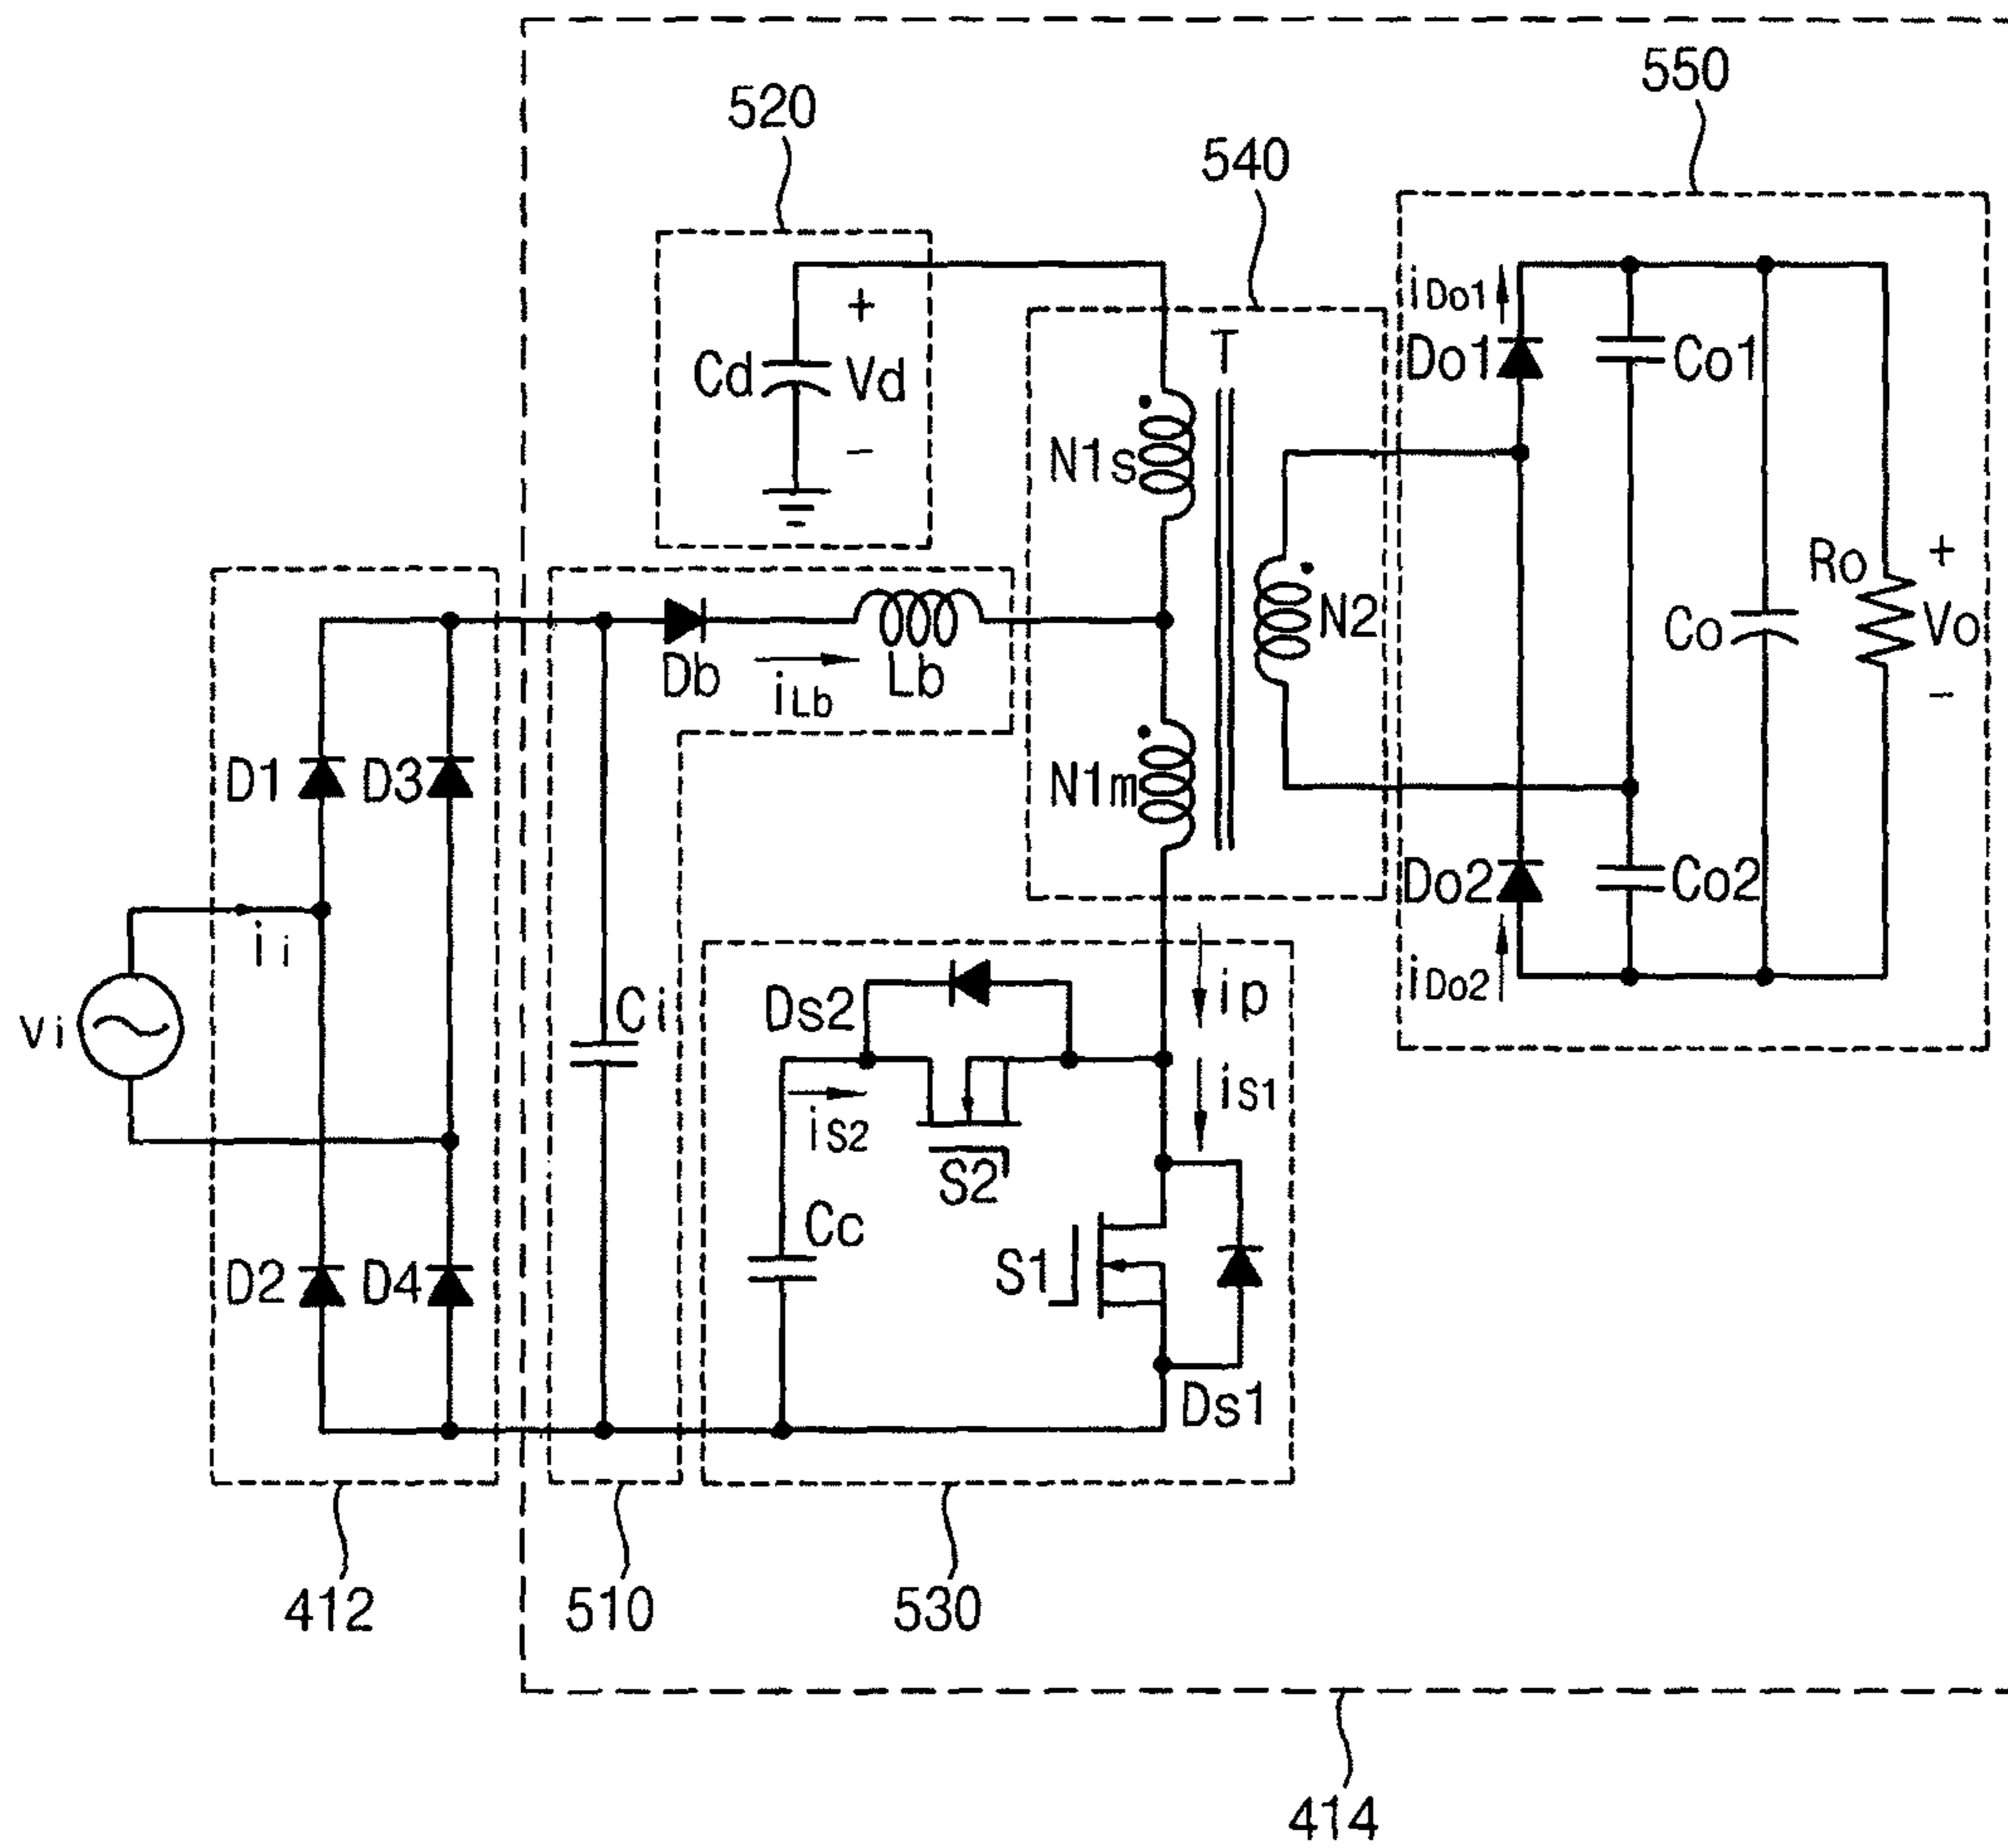 550
520
540
T
iDo1
Do1
Co1
+
Cd
Vd
−
N1s
Ro
+
Vo
−
Co
N2
Db
iLb
Lb
D1
D3
N1m
Do2
Co2
iDo2
ii
vi
Ci
Ds2
ip
iS1
iS2
S2
Cc
S1
D2
D4
Ds1
412
510
530
414